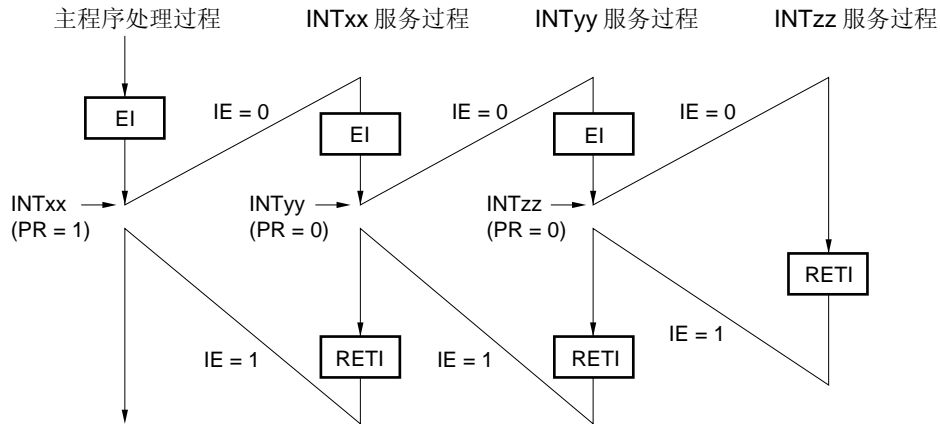 主程序处理过程 INTxx 服务过程 INTyy 服务过程 INTzz 服务过程
EI IE = 0 EI IE = 0 EI IE = 0
INTxx INTyy INTzz
(PR = 1) (PR = 0) (PR = 0)
RETI
IE = 1 RETI IE = 1 RETI IE = 1